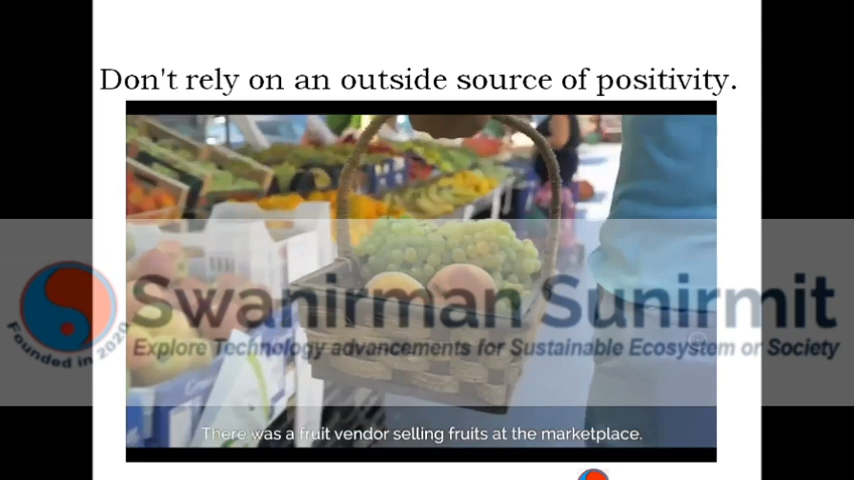 Don't rely on an outside source of positivity.
Swanirman Sunirmit
Explore Technology advancements for Sustainable Ecosystem or Society
Founded in 2020
There was a fruit vendor selling fruits at the marketplace.